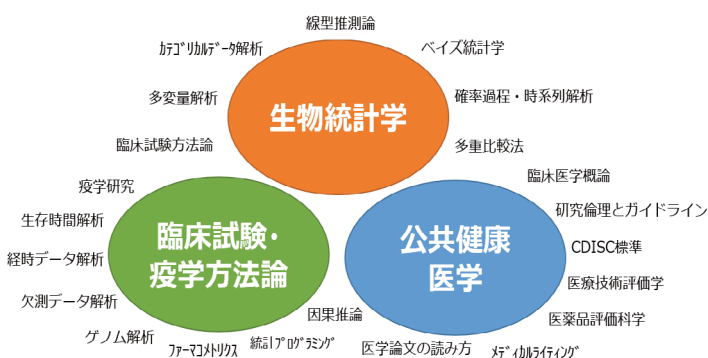 線型推測論
ｶﾃｺﾞﾘｶﾙﾃﾞｰﾀ解析
ベイズ統計学
多変量解析
確率過程・時系列解析
生物統計学
臨床試験方法論
多重比較法
臨床医学概論
疫学研究
研究倫理とガイドライン
生存時間解析
臨床試験・
疫学方法論
公共健康
医学
CDISC標準
経時データ解析
医療技術評価学
欠測データ解析
医薬品評価科学
因果推論
ゲノム解析
ﾌｧｰﾏｺﾒﾄﾘｸｽ
統計ﾌﾟﾛｸﾞﾗﾐﾝｸﾞ
医学論文の読み方
ﾒﾃﾞｨｶﾙﾗｲﾃｨﾝｸﾞ